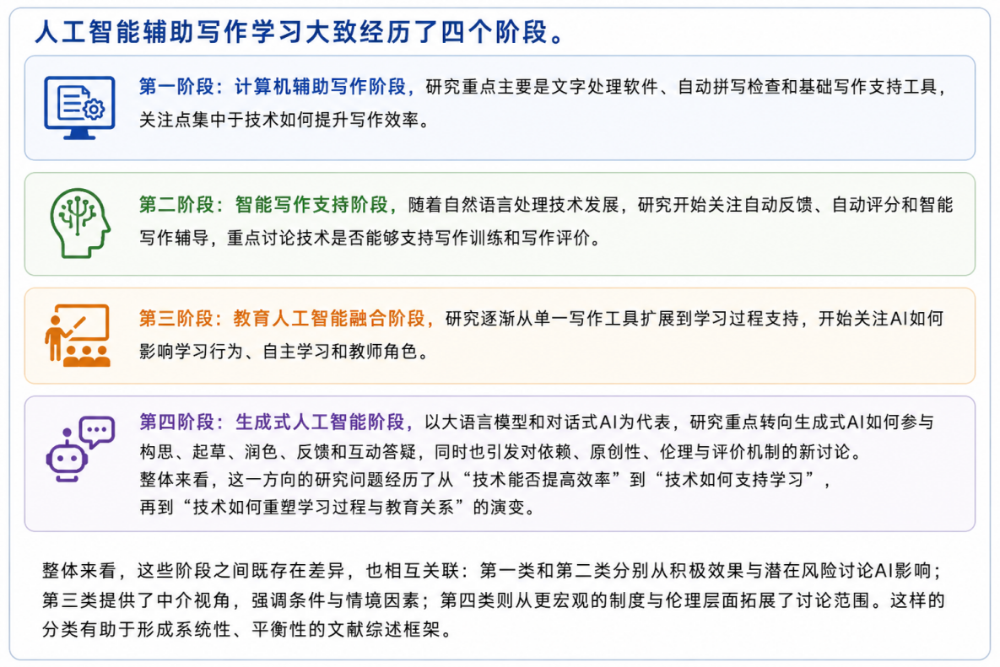 人工智能辅助写作学习大致经历了四个阶段。
第一阶段：计算机辅助写作阶段，研究重点主要是文字处理软件、自动拼写检查和基础写作支持工具，
关注点集中于技术如何提升写作效率。
第二阶段：智能写作支持阶段，随着自然语言处理技术发展，研究开始关注自动反馈、自动评分和智能
写作辅导，重点讨论技术是否能够支持写作训练和写作评价。
第三阶段：教育人工智能融合阶段，研究逐渐从单一写作工具扩展到学习过程支持，开始关注AI如何
影响学习行为、自主学习和教师角色。
第四阶段：生成式人工智能阶段，以大语言模型和对话式AI为代表，研究重点转向生成式AI如何参与
构思、起草、润色、反馈和互动答疑，同时也引发对依赖、原创性、伦理与评价机制的新讨论。
整体来看，这一方向的研究问题经历了从“技术能否提高效率”到“技术如何支持学习”，
再到“技术如何重塑学习过程与教育关系”的演变。
整体来看，这些阶段之间既存在差异，也相互关联：第一类和第二类分别从积极效果与潜在风险讨论AI影响；
第三类提供了中介视角，强调条件与情境因素；第四类则从更宏观的制度与伦理层面拓展了讨论范围。这样的
分类有助于形成系统性、平衡性的文献综述框架。